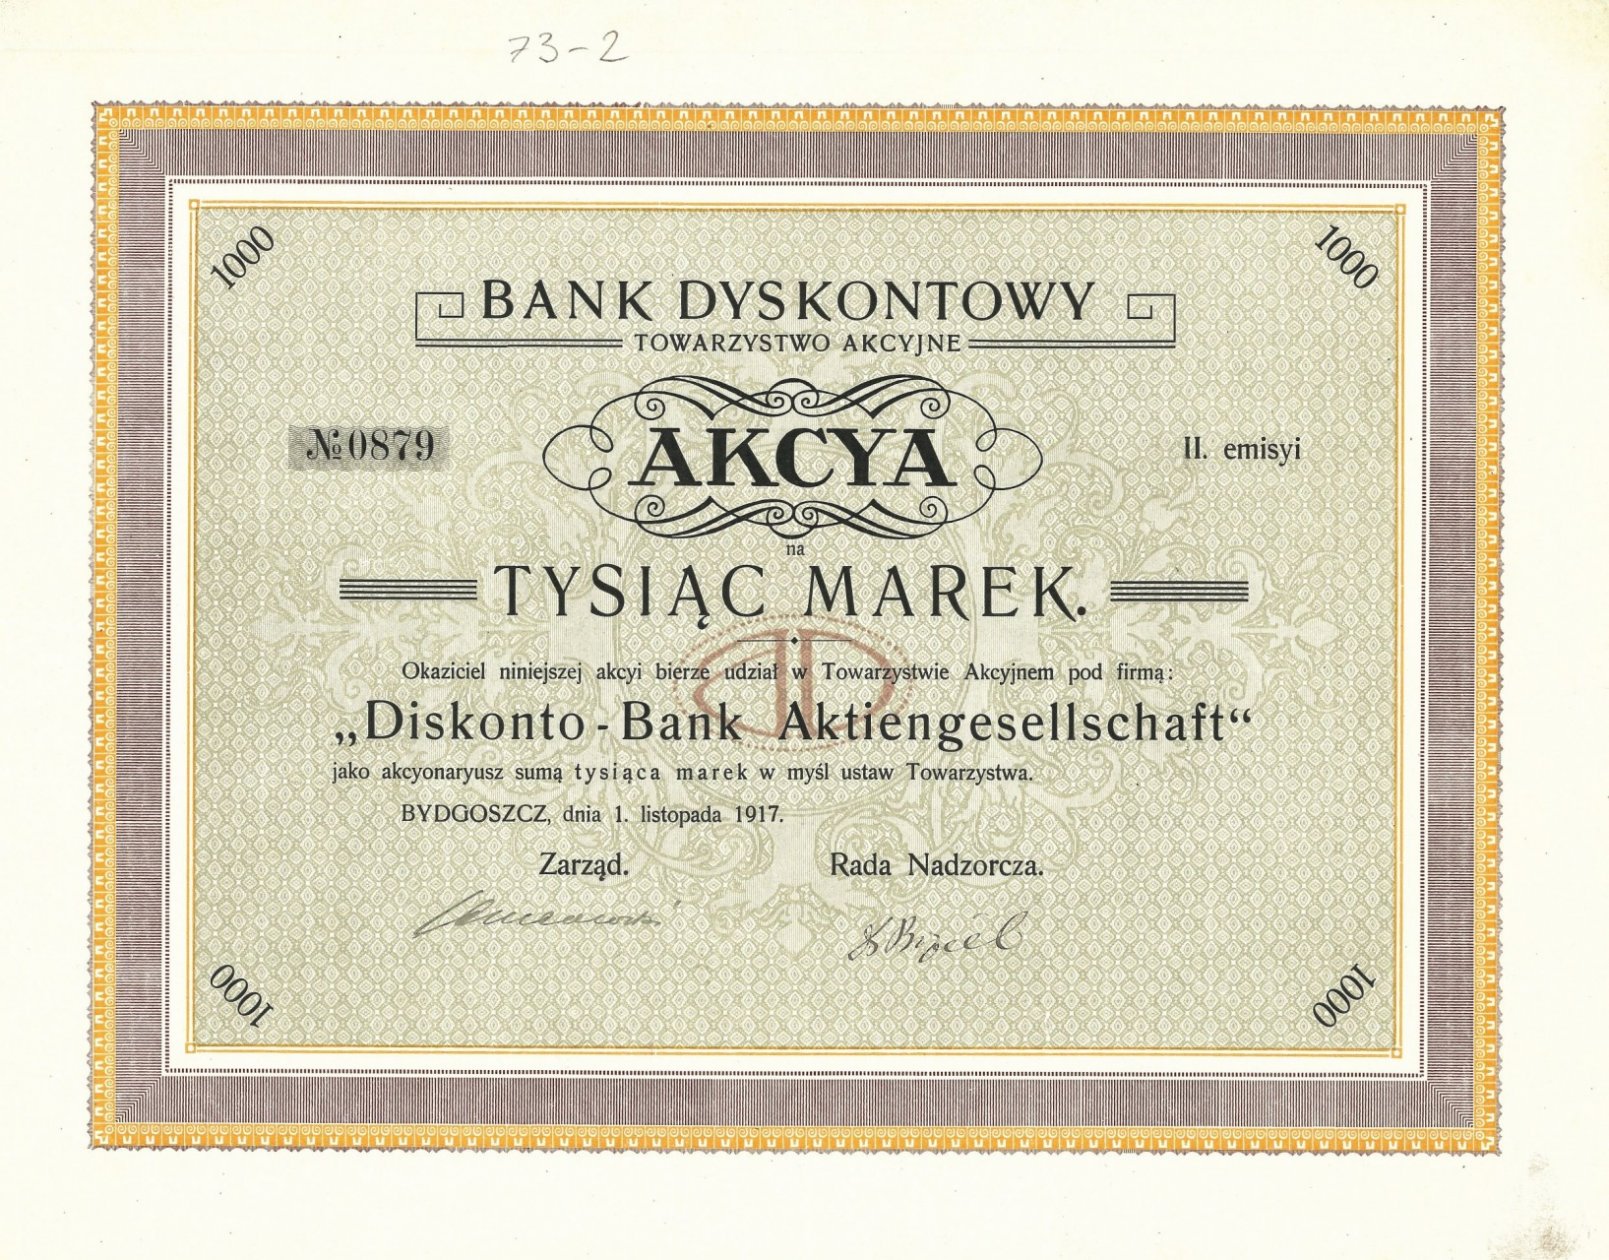 73-2
1000
1000
BANK DYSKONTOWY
TOWARZYSTWO AKCYJNE
№ 0879
AKCYA
II. emisyi
na
TYSIĄC MAREK.
Okaziciel niniejszej akcyi bierze udział w Towarzystwie Akcyjnem pod firmą:
„Diskonto-Bank Aktiengesellschaft“
jako akcyonaryusz sumą tysiąca marek w myśl ustaw Towarzystwa.
BYDGOSZCZ, dnia 1. listopada 1917.
Zarząd. Rada Nadzorcza.
1000
1000